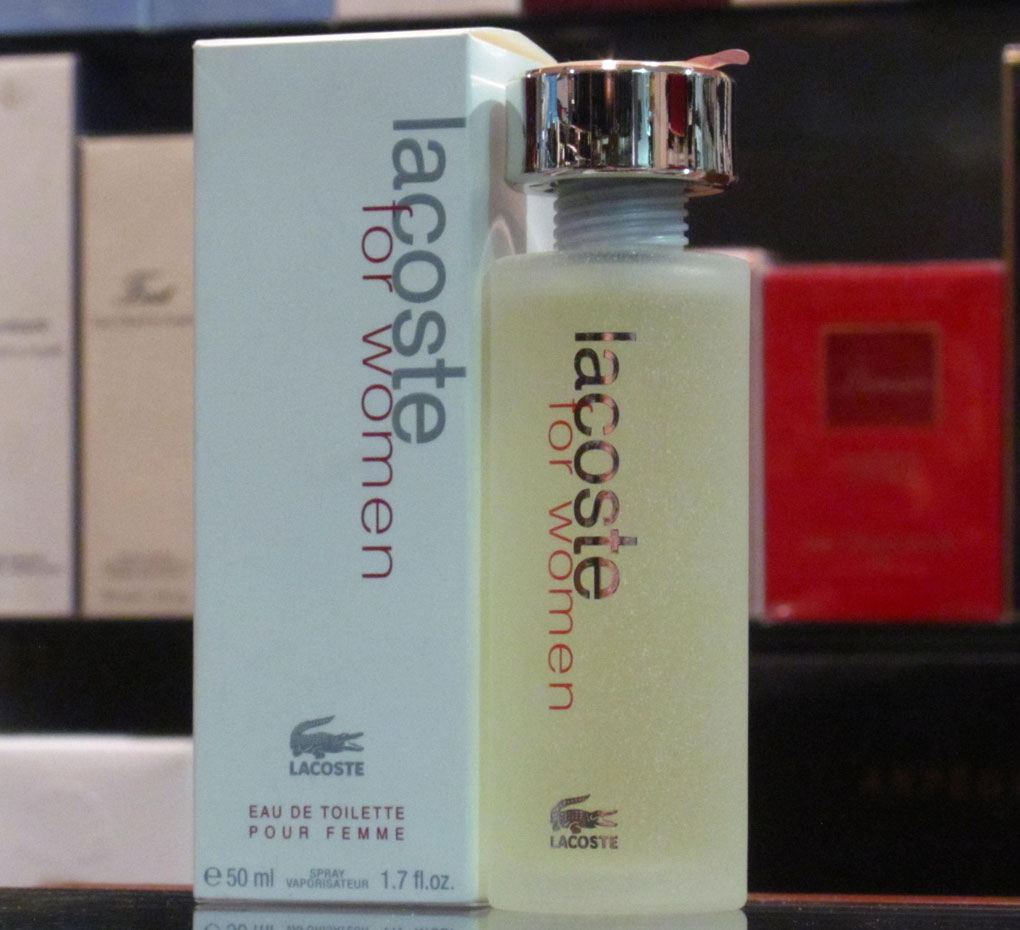 lacoste
for women
LACOSTE
EAU DE TOILETTE
POUR FEMME
e 50 ml SPRAY VAPORISATEUR 1.7 fl.oz.
lacoste
for women
LACOSTE